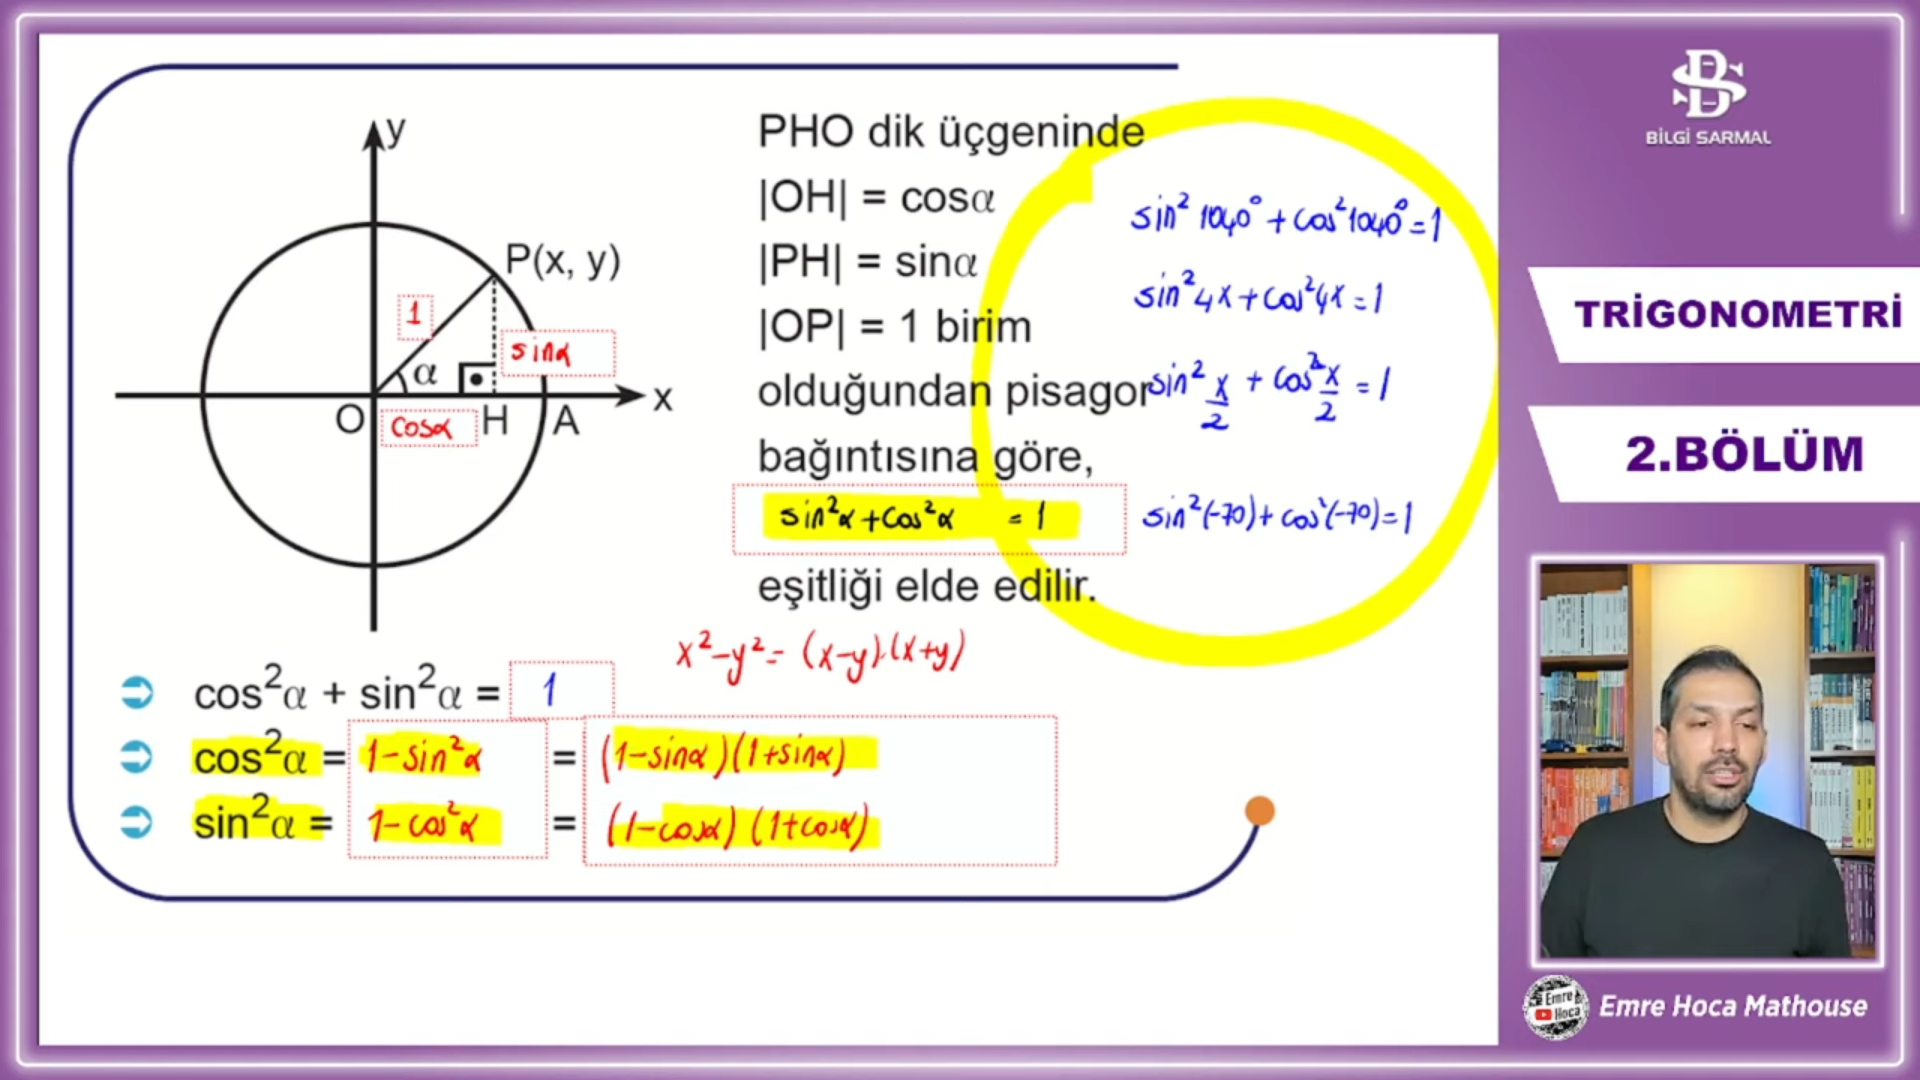 y
P(x, y)
1
sinα
α
x
O
cosα
H
A
PHO dik üçgeninde
|OH| = cosα
|PH| = sinα
|OP| = 1 birim
olduğundan pisagor
bağıntısına göre,
sin²α + cos²α = 1
eşitliği elde edilir.
sin² 1040° + cos² 1040° = 1
sin² 4x + cos² 4x = 1
sin² x/2 + cos² x/2 = 1
sin²(-70) + cos²(-70) = 1
x² - y² = (x-y).(x+y)
cos²α + sin²α = 1
cos²α = 1 - sin²α = (1-sinα)(1+sinα)
sin²α = 1 - cos²α = (1-cosα)(1+cosα)
BS
BİLGİ SARMAL
TRİGONOMETRİ
2.BÖLÜM
Emre
Hoca
Emre Hoca Mathouse